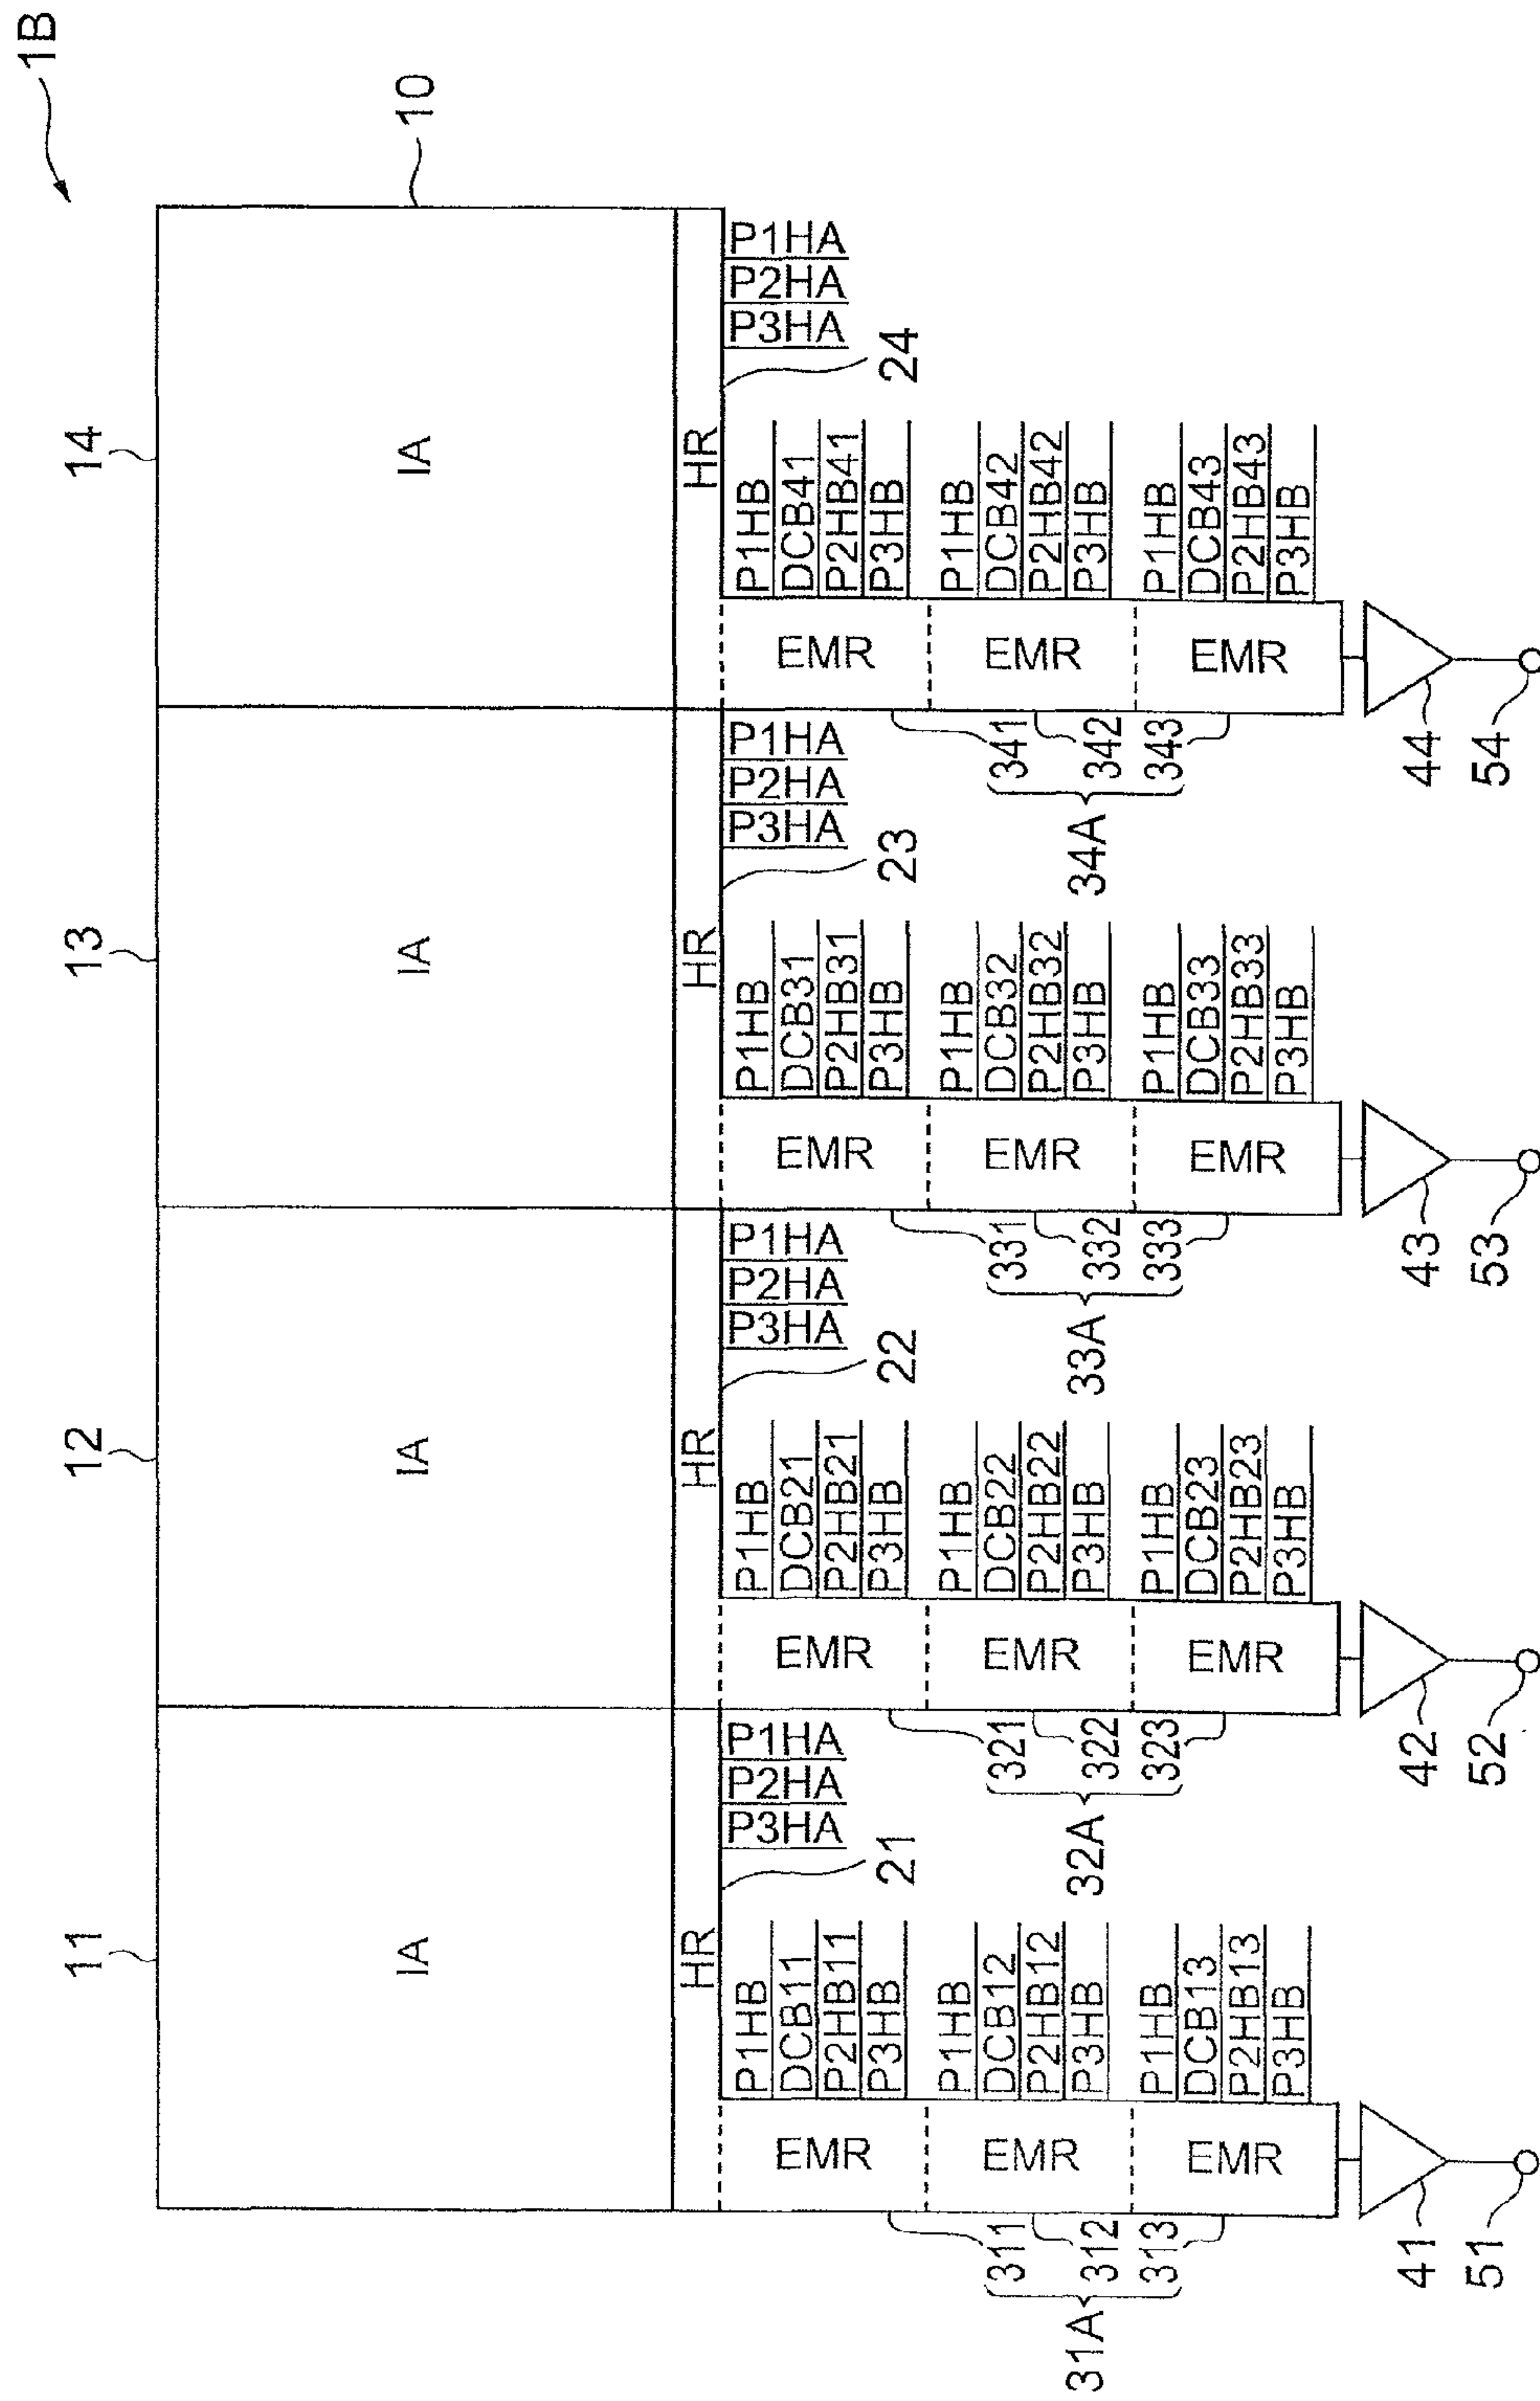 1B
10
11
12
13
14
IA
IA
IA
IA
HR
HR
HR
HR
P3HA
P2HA
P1HA
21
P3HA
P2HA
P1HA
22
P3HA
P2HA
P1HA
23
P3HA
P2HA
P1HA
24
EMR
P1HB
DCB11
P2HB11
P3HB
EMR
P1HB
DCB12
P2HB12
P3HB
EMR
P1HB
DCB13
P2HB13
P3HB
311
312
313
31A
41
51
EMR
P1HB
DCB21
P2HB21
P3HB
EMR
P1HB
DCB22
P2HB22
P3HB
EMR
P1HB
DCB23
P2HB23
P3HB
321
322
323
32A
42
52
EMR
P1HB
DCB31
P2HB31
P3HB
EMR
P1HB
DCB32
P2HB32
P3HB
EMR
P1HB
DCB33
P2HB33
P3HB
331
332
333
33A
43
53
EMR
P1HB
DCB41
P2HB41
P3HB
EMR
P1HB
DCB42
P2HB42
P3HB
EMR
P1HB
DCB43
P2HB43
P3HB
341
342
343
34A
44
54